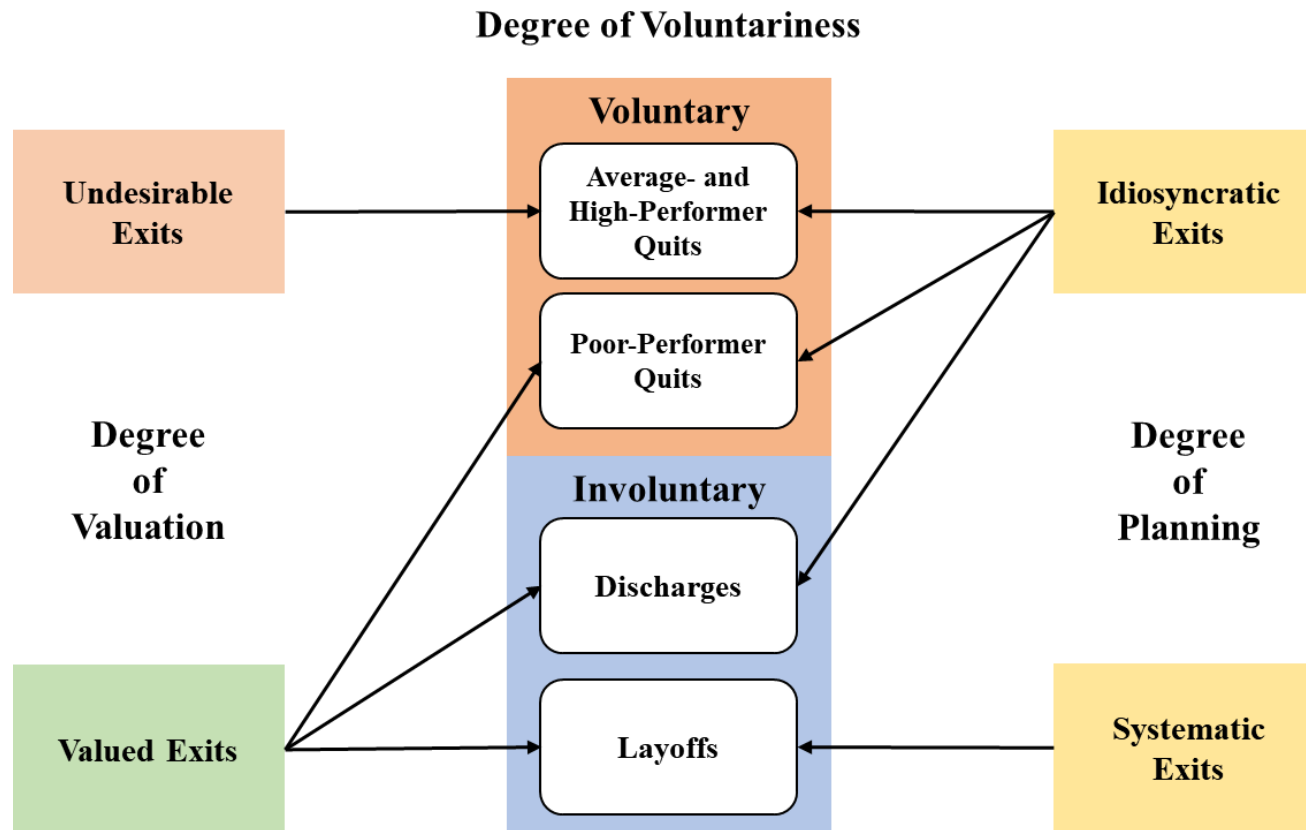 Degree of Voluntariness
Undesirable
Exits
Degree
of
Valuation
Valued Exits
Voluntary
Average- and
High-Performer
Quits
Poor-Performer
Quits
Involuntary
Discharges
Layoffs
Idiosyncratic
Exits
Degree
of
Planning
Systematic
Exits